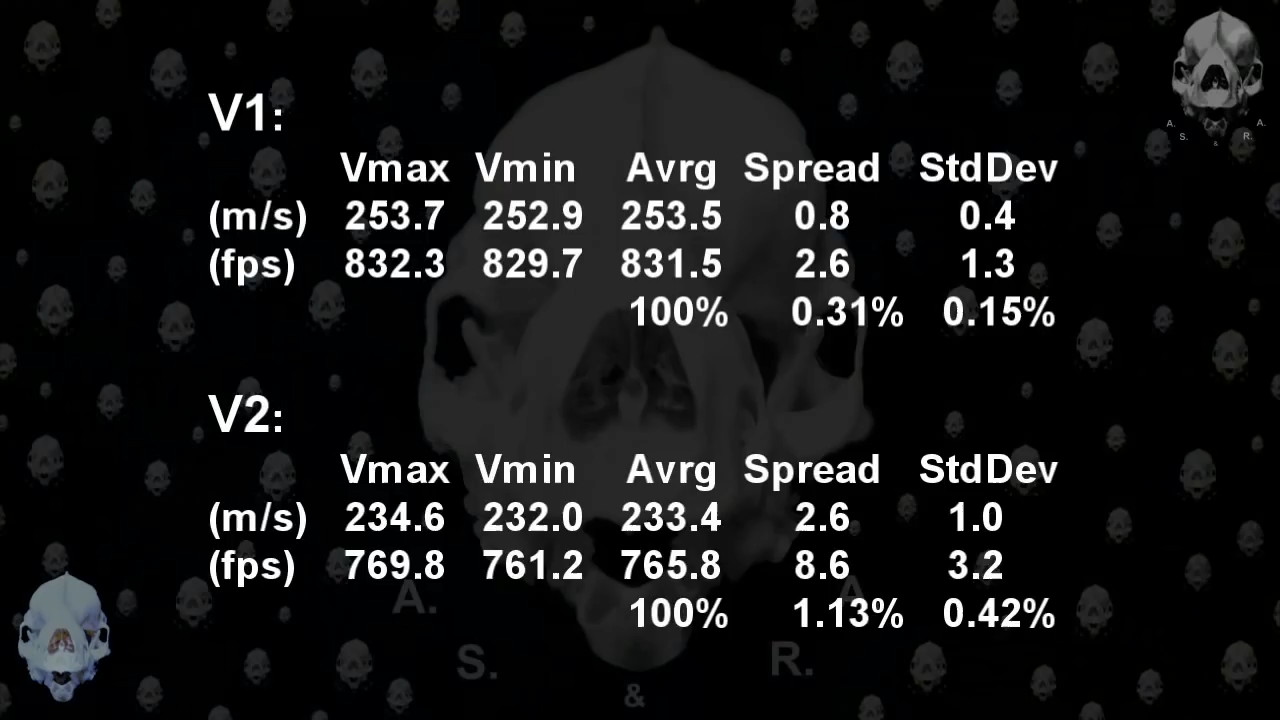 V1:
Vmax Vmin Avrg Spread StdDev
(m/s) 253.7 252.9 253.5 0.8 0.4
(fps) 832.3 829.7 831.5 2.6 1.3
100% 0.31% 0.15%
V2:
Vmax Vmin Avrg Spread StdDev
(m/s) 234.6 232.0 233.4 2.6 1.0
(fps) 769.8 761.2 765.8 8.6 3.2
100% 1.13% 0.42%
A. A.
S. R.
&
A. A.
S. R.
&